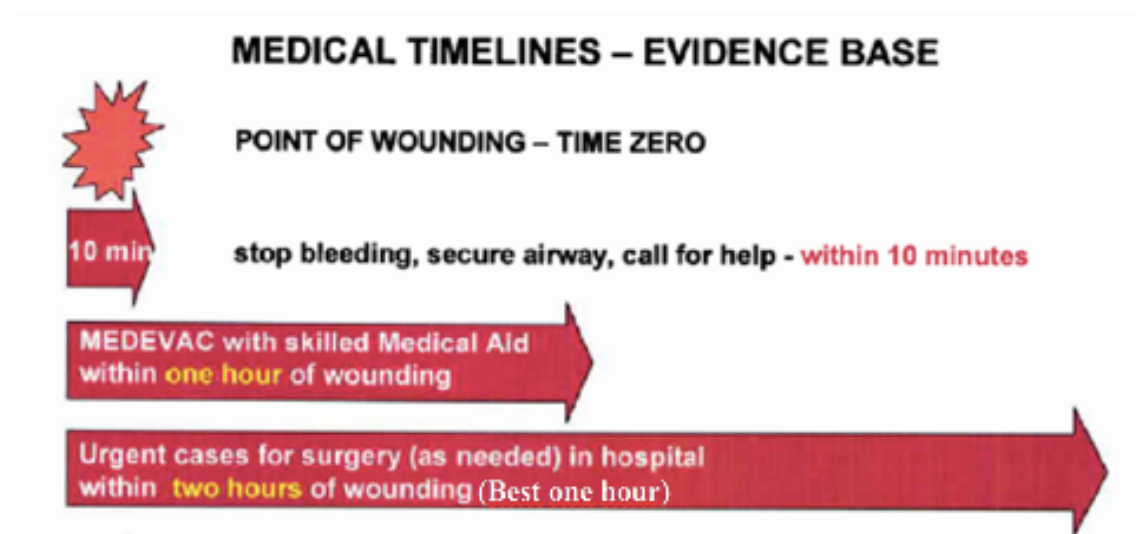 MEDICAL TIMELINES – EVIDENCE BASE
POINT OF WOUNDING – TIME ZERO
10 min
stop bleeding, secure airway, call for help - within 10 minutes
MEDEVAC with skilled Medical Aid
within one hour of wounding
Urgent cases for surgery (as needed) in hospital
within two hours of wounding (Best one hour)